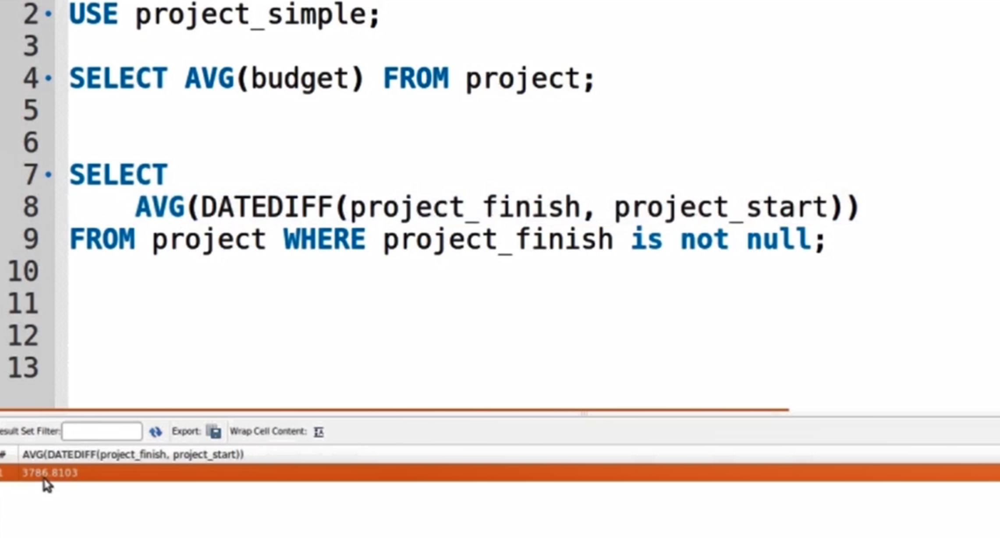 2 USE project_simple;
3
4 SELECT AVG(budget) FROM project;
5
6
7 SELECT
8 AVG(DATEDIFF(project_finish, project_start))
9 FROM project WHERE project_finish is not null;
10
11
12
13
esult Set Filter: Export: Wrap Cell Content:
# AVG(DATEDIFF(project_finish, project_start))
1 3786.8103